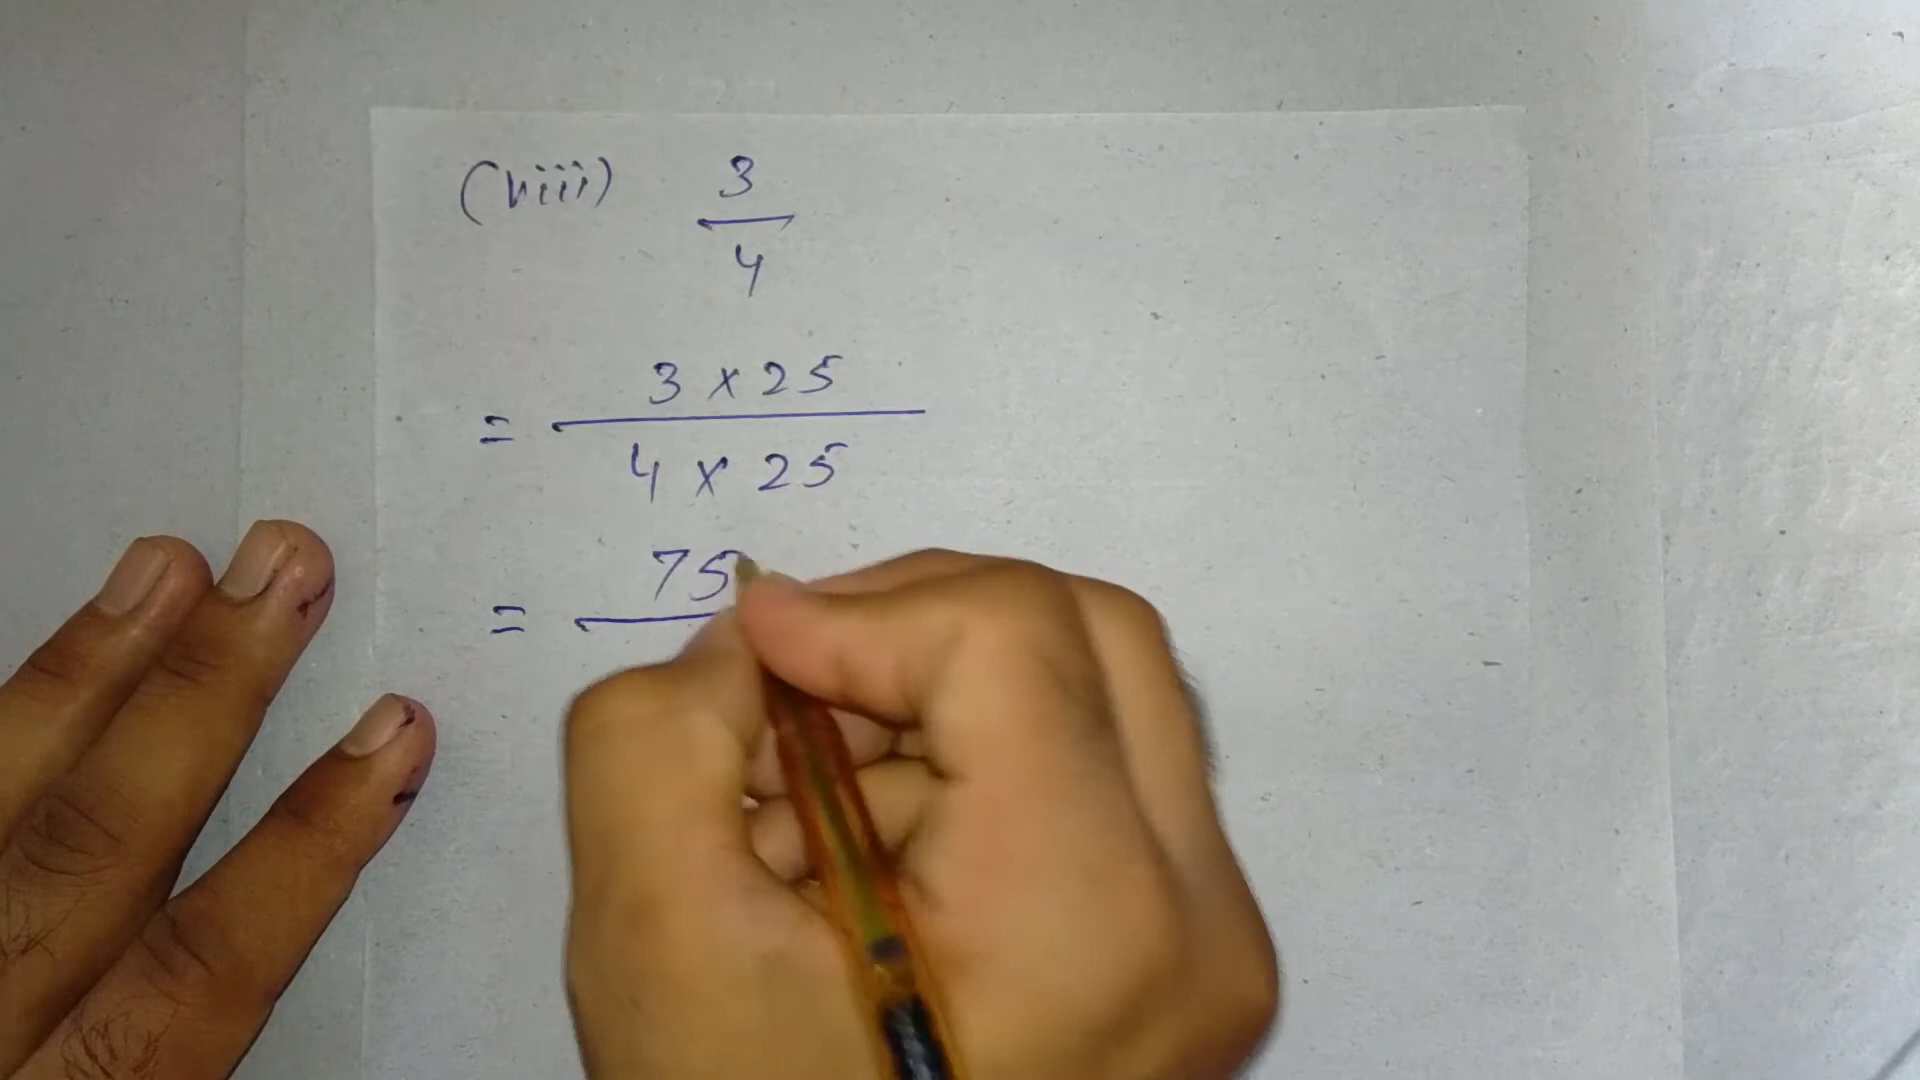 (viii) 3
4
3 x 25
=
4 x 25
75
=